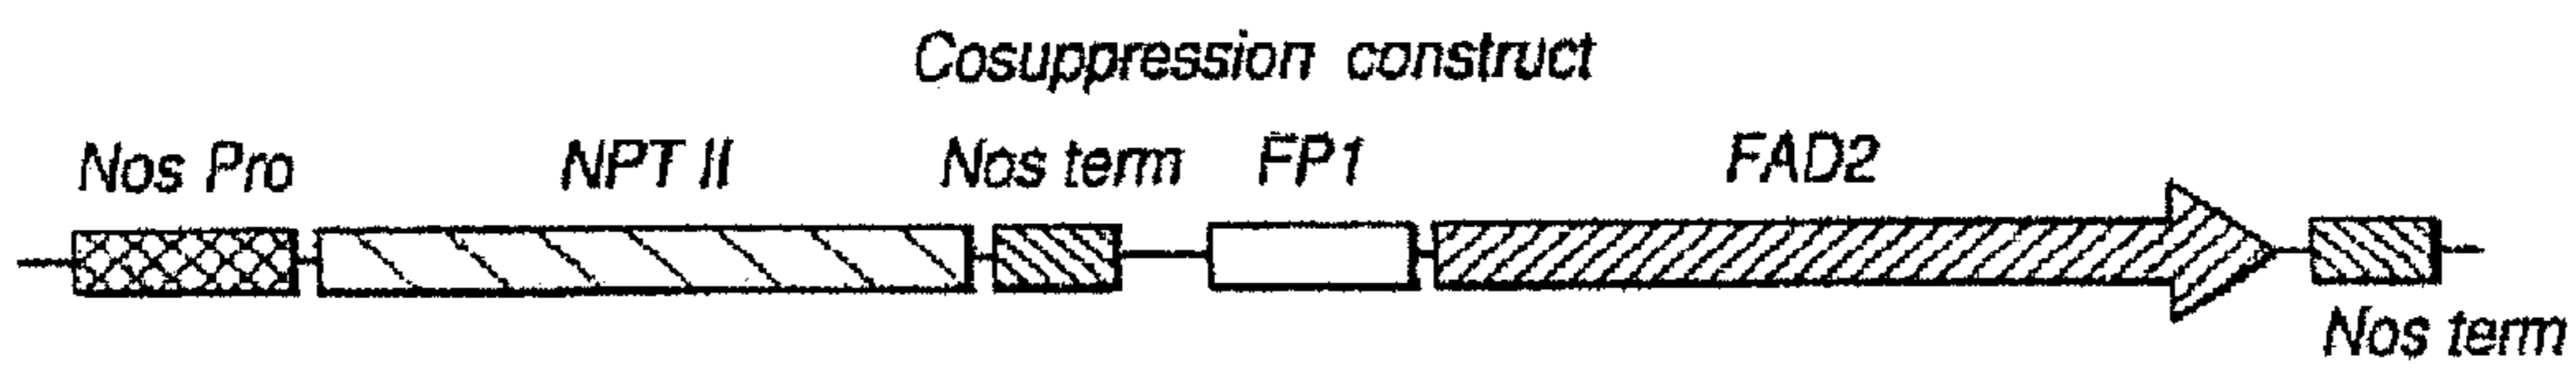 Cosuppression construct
Nos Pro NPT II Nos term FP1 FAD2
Nos term